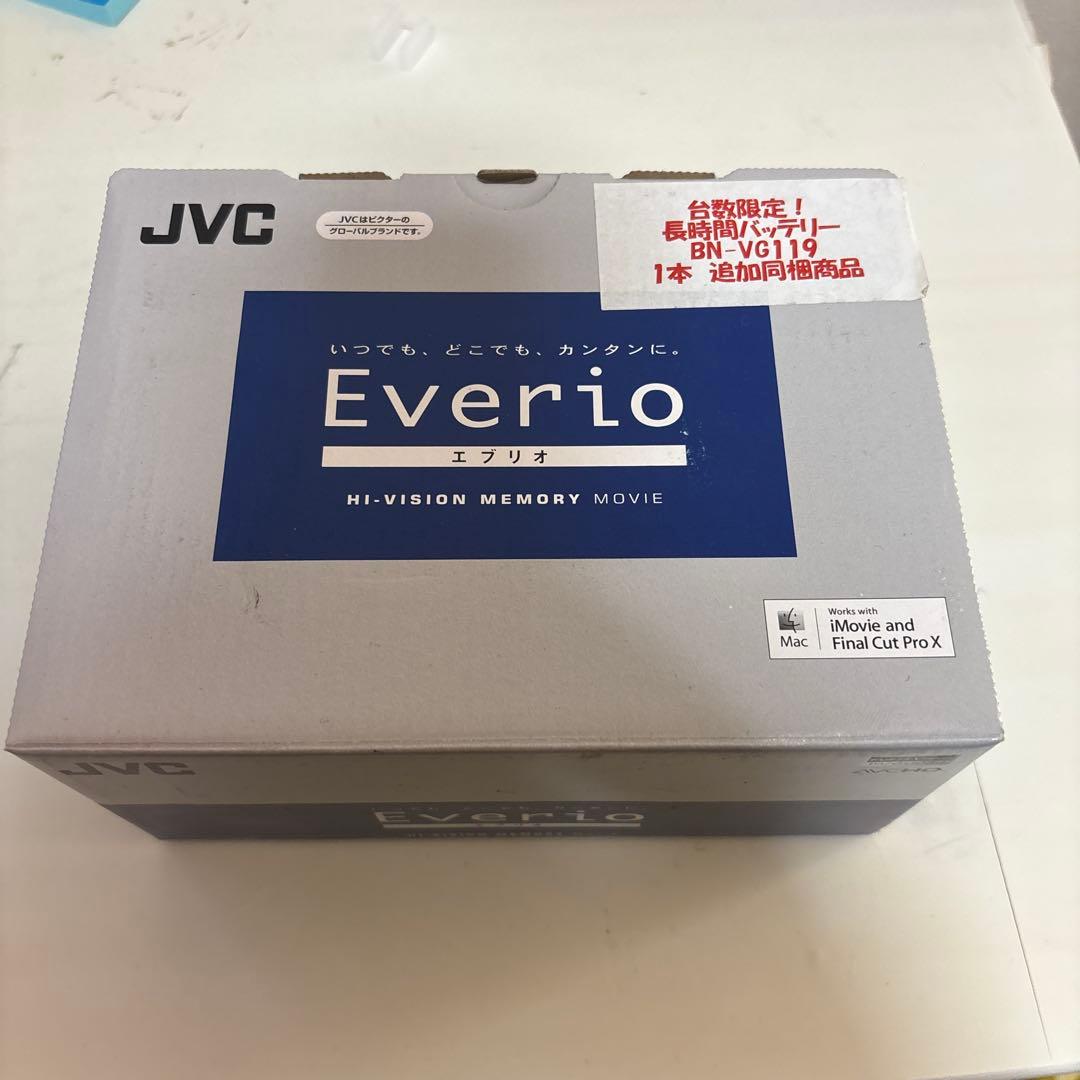 JVC
JVCはビクターの
グローバルブランドです。
台数限定!
長時間バッテリー
BN-VG119
1本 追加同梱商品
いつでも、どこでも、カンタンに。
Everio
エブリオ
HI-VISION MEMORY MOVIE
Mac
Works with
iMovie and
Final Cut Pro X
JVC
AVCHD
Everio
HI-VISION MEMORY